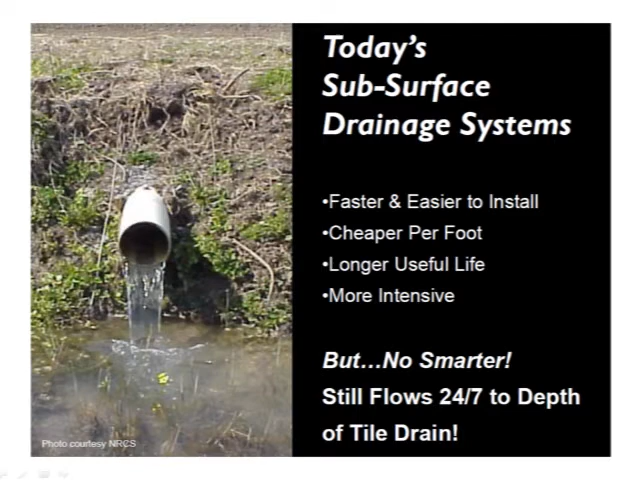 Today's
Sub-Surface
Drainage Systems
•Faster & Easier to Install
•Cheaper Per Foot
•Longer Useful Life
•More Intensive
But…No Smarter!
Still Flows 24/7 to Depth
of Tile Drain!
Photo courtesy NRCS